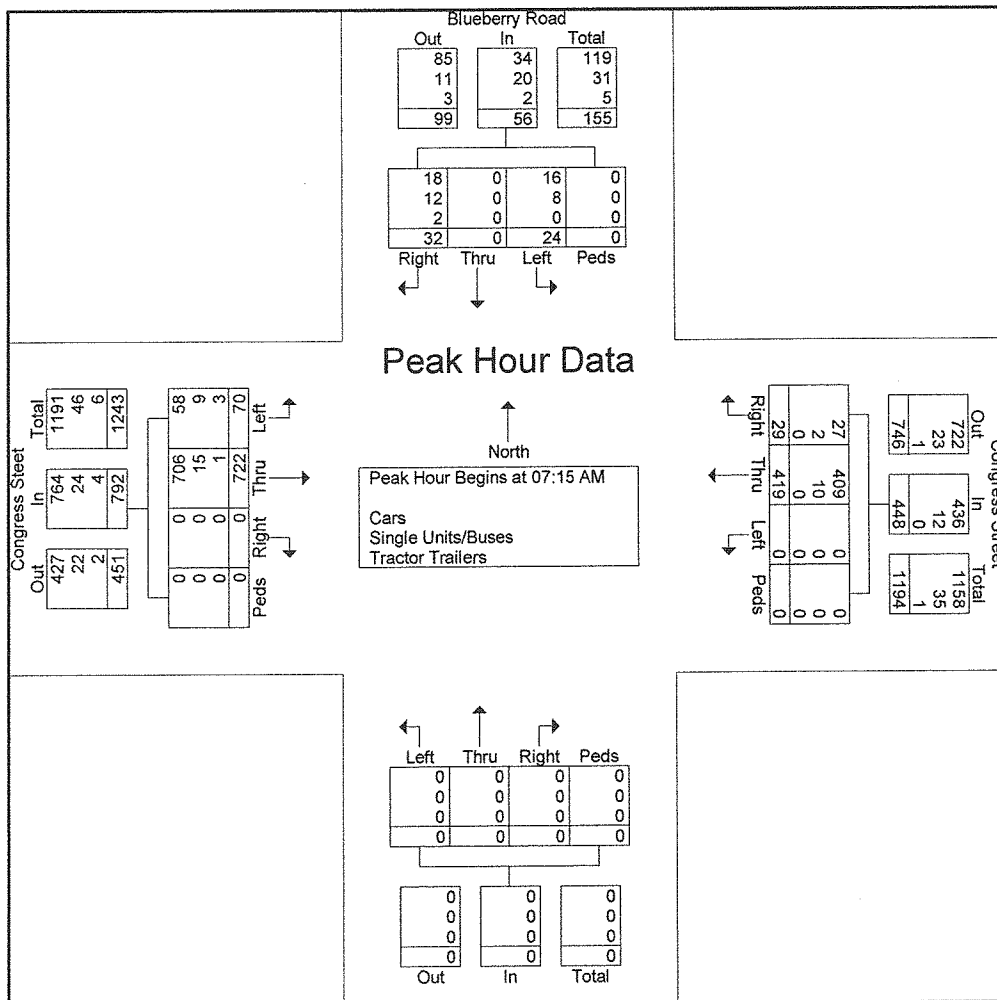 Blueberry Road
Out In Total
85 34 119
11 20 31
3 2 5
99 56 155
18 0 16 0
12 0 8 0
2 0 0 0
32 0 24 0
Right Thru Left Peds
Peak Hour Data
North
Peak Hour Begins at 07:15 AM
Cars
Single Units/Buses
Tractor Trailers
Congress Steet
Total In Out
1191 764 427
46 24 22
6 4 2
1243 792 451
58 706 0 0
9 15 0 0
3 1 0 0
70 722 0 0
Left Thru Right Peds
Congress Street
Out In Total
722 436 1158
23 12 35
1 0 1
746 448 1194
27 409 0 0
2 10 0 0
0 0 0 0
29 419 0 0
Right Thru Left Peds
Left Thru Right Peds
0 0 0 0
0 0 0 0
0 0 0 0
0 0 0 0
0 0 0
0 0 0
0 0 0
0 0 0
Out In Total